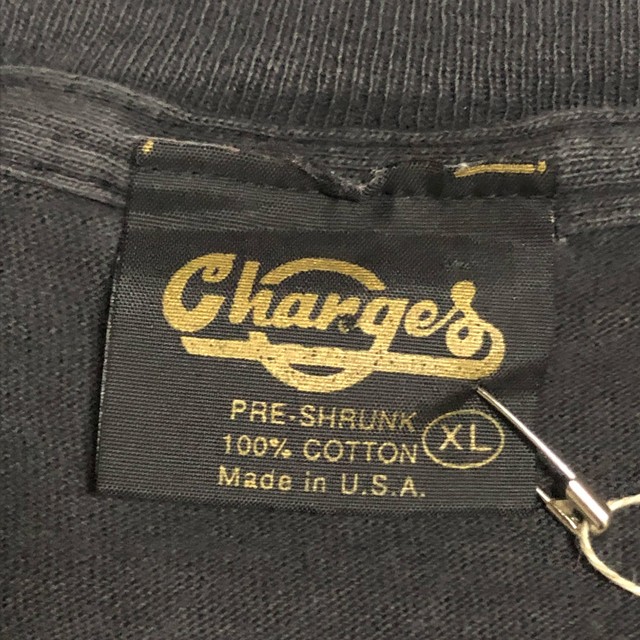 Charges
PRE-SHRUNK
100% COTTON
XL
Made in U.S.A.